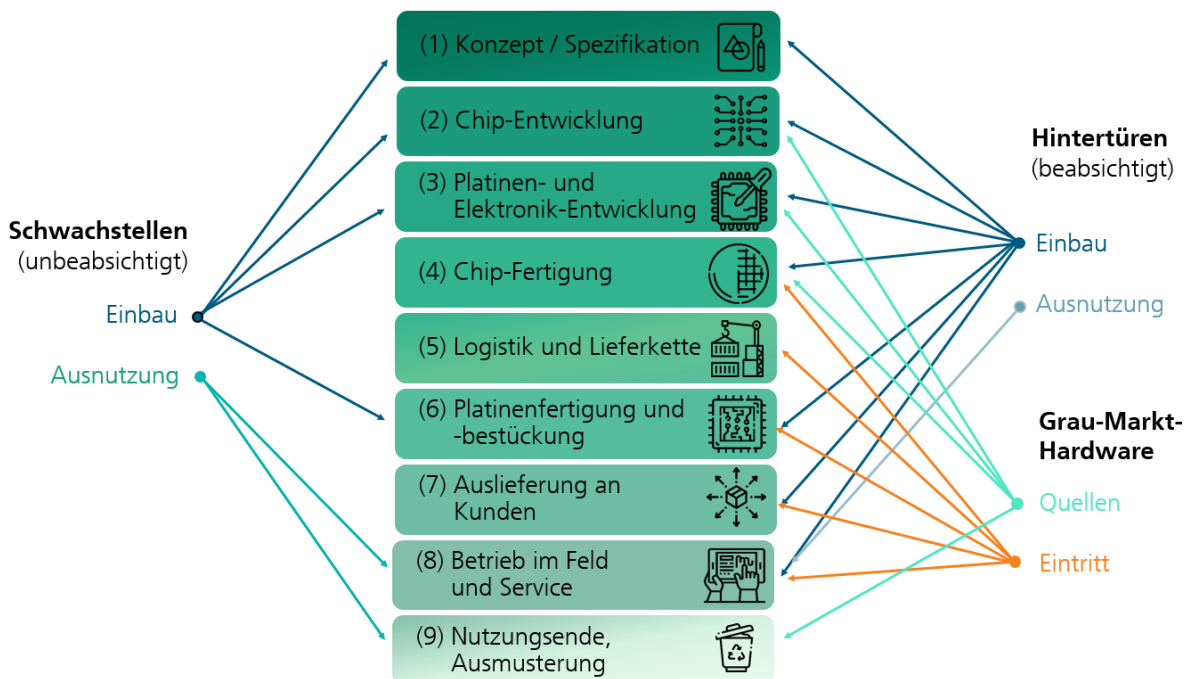 (1) Konzept / Spezifikation
(2) Chip-Entwicklung
(3) Platinen- und
Elektronik-Entwicklung
(4) Chip-Fertigung
(5) Logistik und Lieferkette
(6) Platinenfertigung und
-bestückung
(7) Auslieferung an
Kunden
(8) Betrieb im Feld
und Service
(9) Nutzungsende,
Ausmusterung
Schwachstellen
(unbeabsichtigt)
Einbau
Ausnutzung
Hintertüren
(beabsichtigt)
Einbau
Ausnutzung
Grau-Markt-
Hardware
Quellen
Eintritt